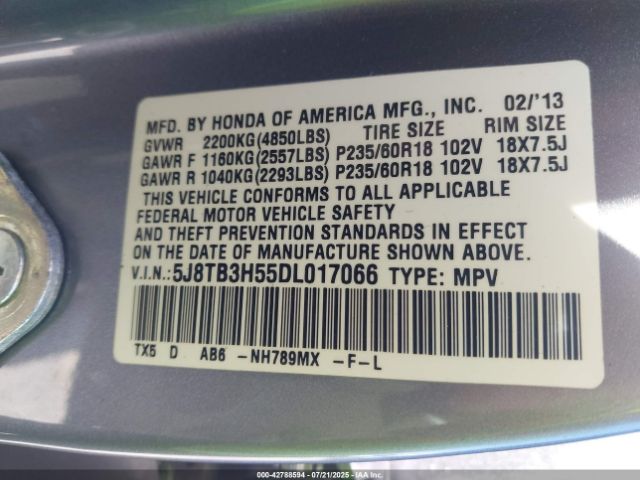 MFD. BY HONDA OF AMERICA MFG., INC. 02/'13
GVWR 2200KG(4850LBS) TIRE SIZE RIM SIZE
GAWR F 1160KG(2557LBS) P235/60R18 102V 18X7.5J
GAWR R 1040KG(2293LBS) P235/60R18 102V 18X7.5J
THIS VEHICLE CONFORMS TO ALL APPLICABLE
FEDERAL MOTOR VEHICLE SAFETY
AND THEFT PREVENTION STANDARDS IN EFFECT
ON THE DATE OF MANUFACTURE SHOWN ABOVE.
V.I.N.:5J8TB3H55DL017066 TYPE: MPV
TX5 D AB6 -NH789MX -F-L
000-42788594 07/21/2025 IAAI.COM